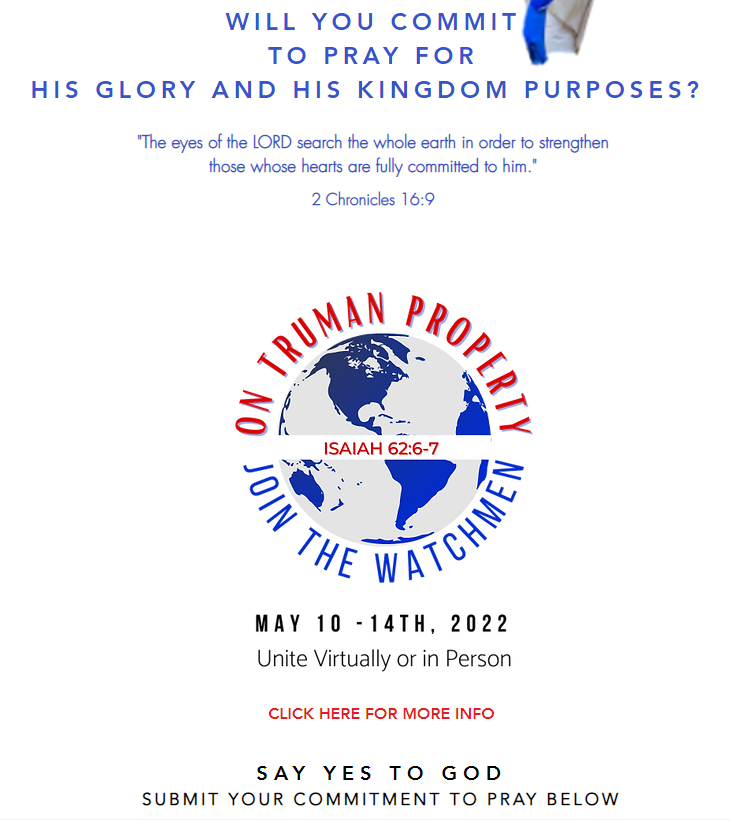 WILL YOU COMMIT
TO PRAY FOR
HIS GLORY AND HIS KINGDOM PURPOSES?
"The eyes of the LORD search the whole earth in order to strengthen
those whose hearts are fully committed to him."
2 Chronicles 16:9
ON TRUMAN PROPERTY
ISAIAH 62:6-7
JOIN THE WATCHMEN
MAY 10 -14TH, 2022
Unite Virtually or in Person
CLICK HERE FOR MORE INFO
SAY YES TO GOD
SUBMIT YOUR COMMITMENT TO PRAY BELOW